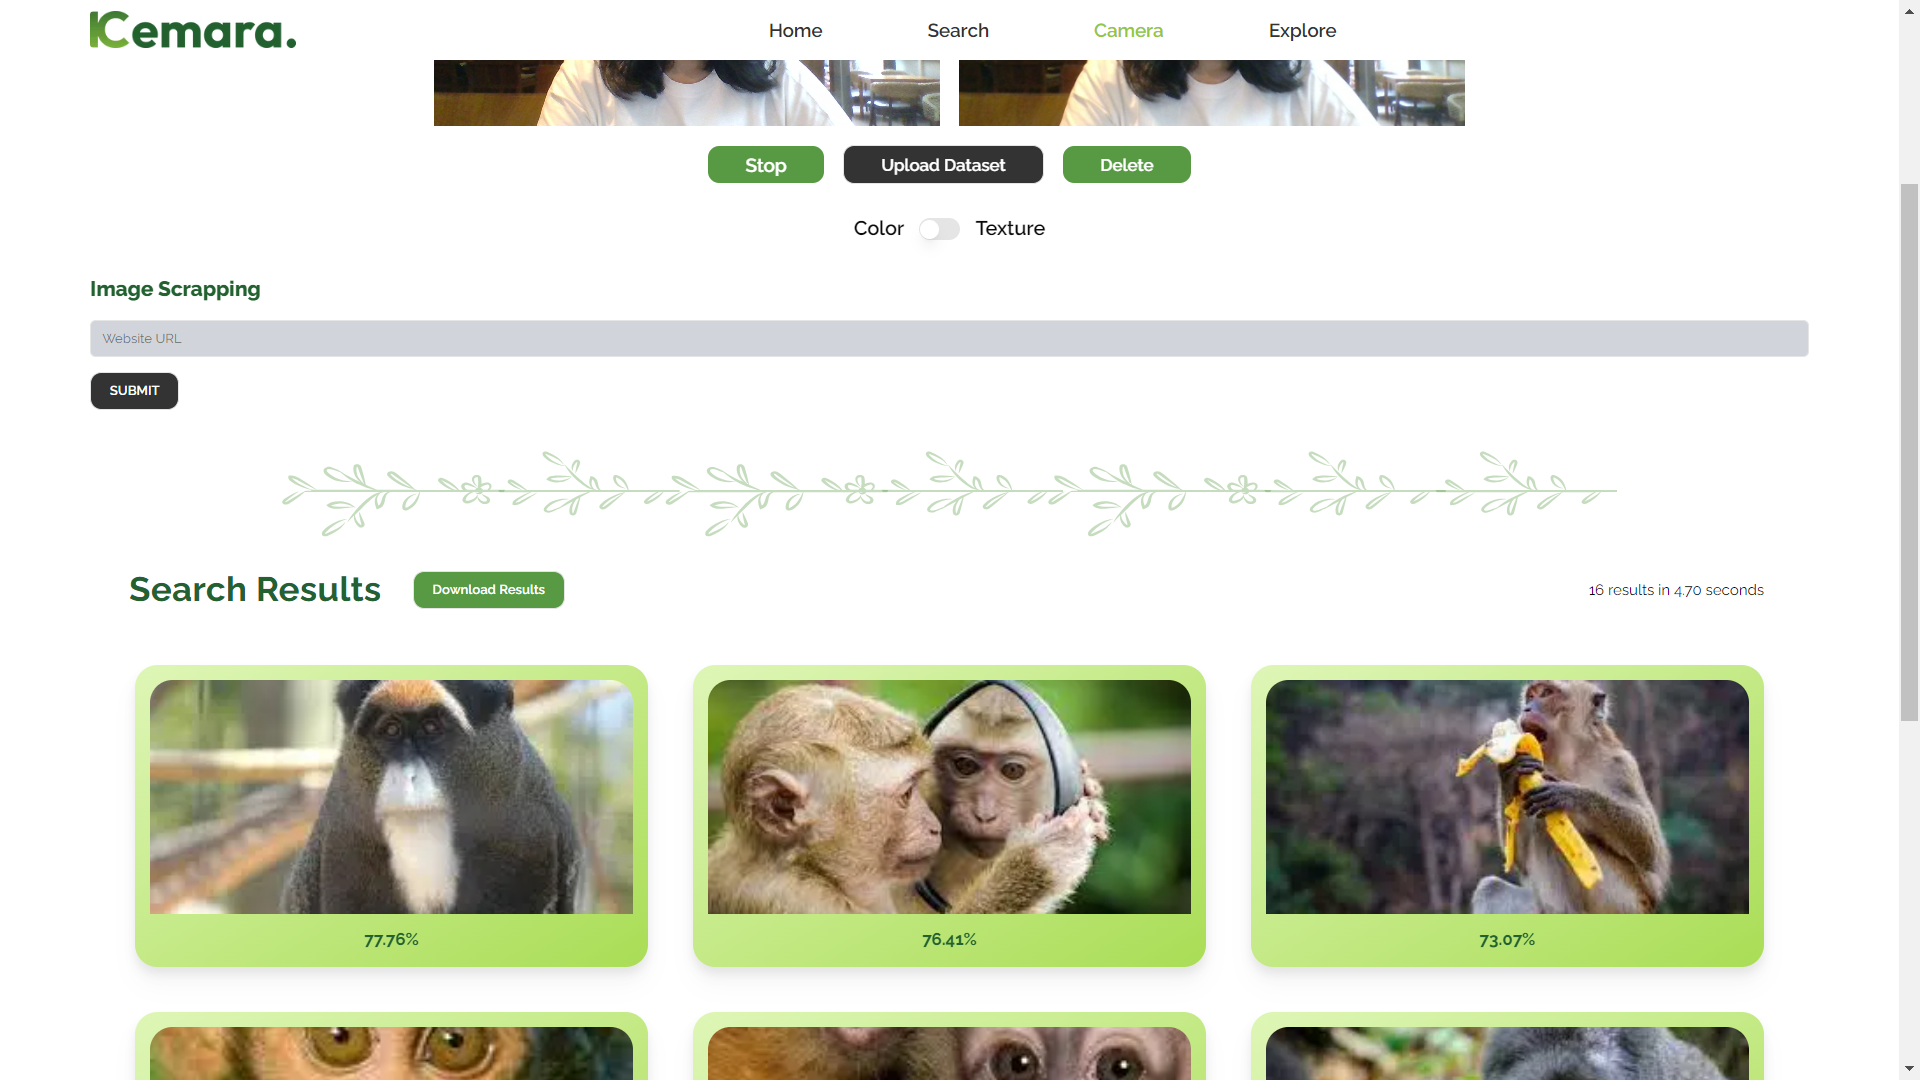 KCemara.
Home
Search
Camera
Explore
Stop
Upload Dataset
Delete
Color
Texture
Image Scrapping
Website URL
SUBMIT
Search Results
Download Results
16 results in 4.70 seconds
77.76%
76.41%
73.07%